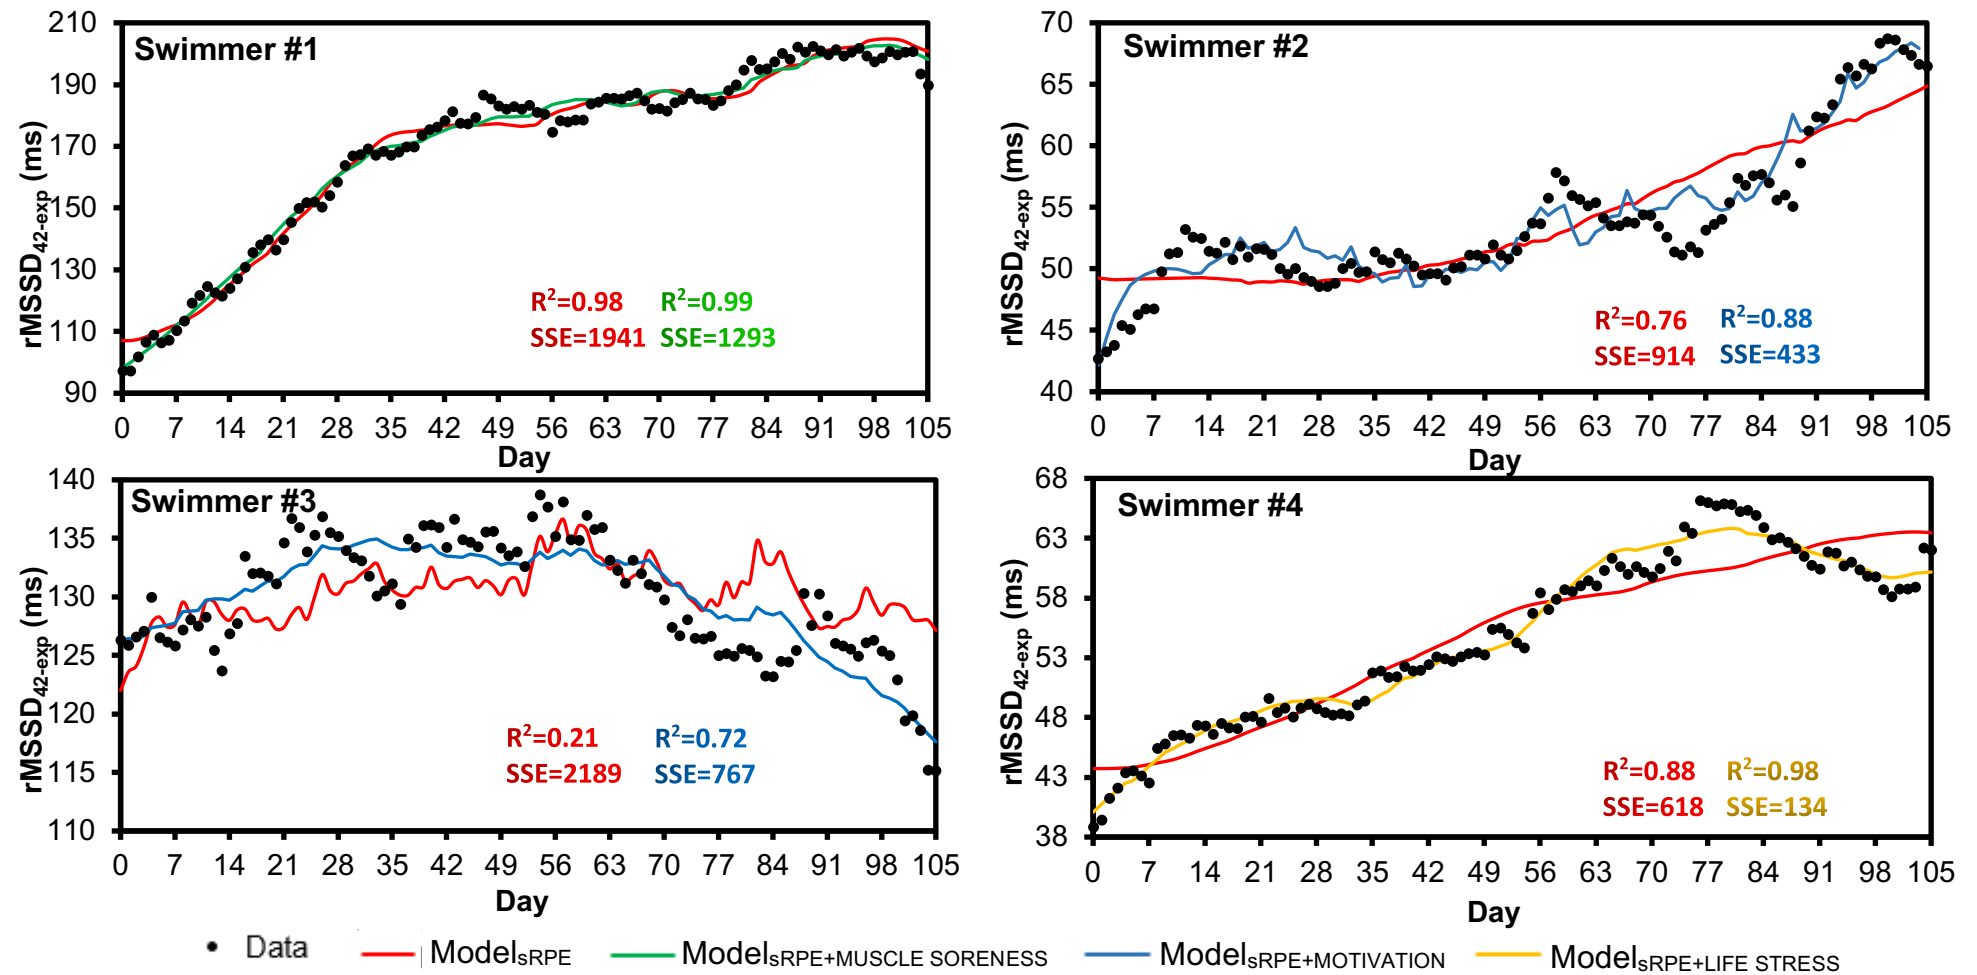 Swimmer #1
rMSSD42-exp (ms)
210
190
170
150
130
110
90
R²=0.98 R²=0.99
SSE=1941 SSE=1293
0 7 14 21 28 35 42 49 56 63 70 77 84 91 98 105
Day
Swimmer #2
rMSSD42-exp (ms)
70
65
60
55
50
45
40
R²=0.76 R²=0.88
SSE=914 SSE=433
0 7 14 21 28 35 42 49 56 63 70 77 84 91 98 105
Day
Swimmer #3
rMSSD42-exp (ms)
140
135
130
125
120
115
110
R²=0.21 R²=0.72
SSE=2189 SSE=767
0 7 14 21 28 35 42 49 56 63 70 77 84 91 98 105
Day
Swimmer #4
rMSSD42-exp (ms)
68
63
58
53
48
43
38
R²=0.88 R²=0.98
SSE=618 SSE=134
0 7 14 21 28 35 42 49 56 63 70 77 84 91 98 105
Day
Data ModelsRPE ModelsRPE+MUSCLE SORENESS ModelsRPE+MOTIVATION ModelsRPE+LIFE STRESS